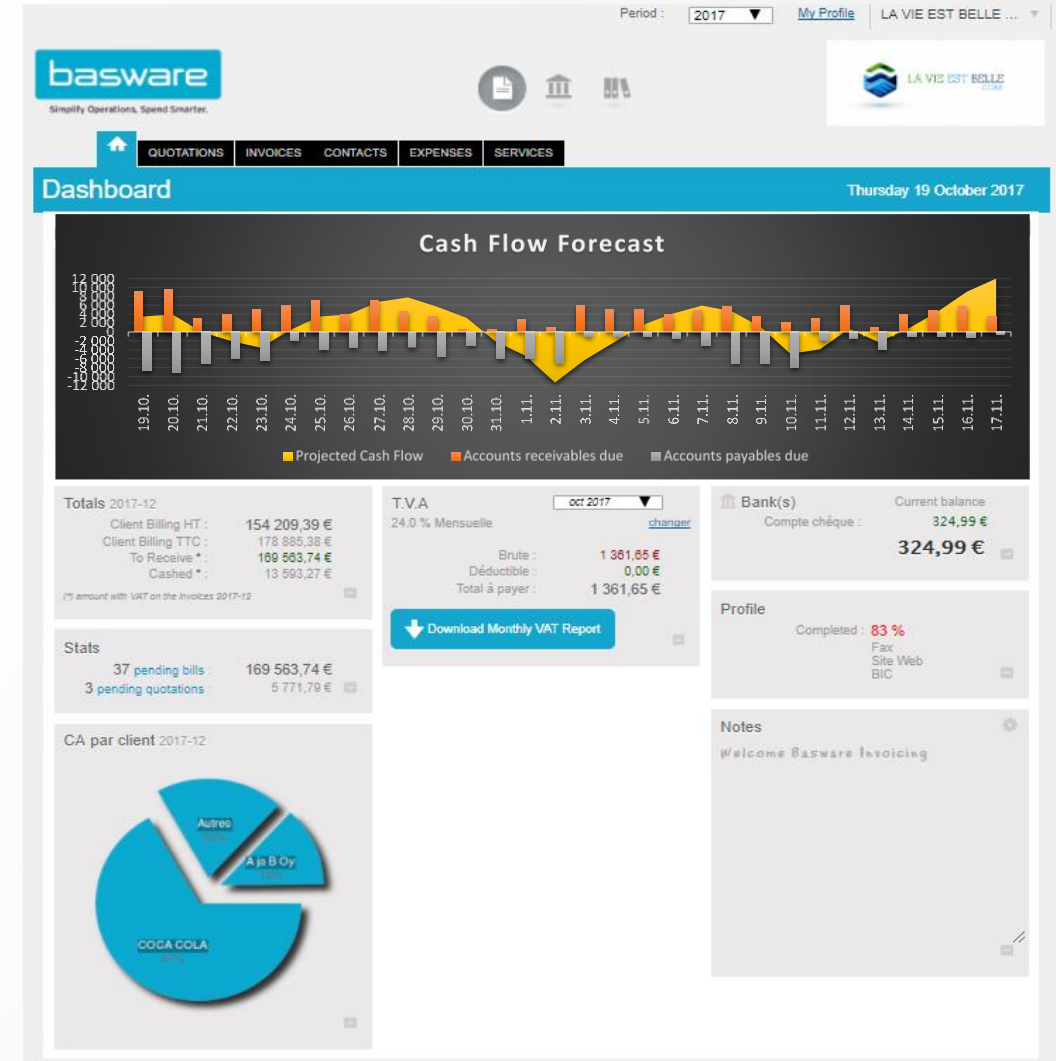 Period : 2017 My Profile LA VIE EST BELLE ...
basware
Simplify Operations, Spend Smarter.
LA VIE EST BELLE
QUOTATIONS INVOICES CONTACTS EXPENSES SERVICES
Dashboard Thursday 19 October 2017
Cash Flow Forecast
12 000
10 000
8 000
6 000
4 000
2 000
0
-2 000
-4 000
-6 000
-8 000
-10 000
-12 000
19.10. 20.10. 21.10. 22.10. 23.10. 24.10. 25.10. 26.10. 27.10. 28.10. 29.10. 30.10. 31.10. 1.11. 2.11. 3.11. 4.11. 5.11. 6.11. 7.11. 8.11. 9.11. 10.11. 11.11. 12.11. 13.11. 14.11. 15.11. 16.11. 17.11.
Projected Cash Flow Accounts receivables due Accounts payables due
Totals 2017-12
Client Billing HT : 154 209,39 €
Client Billing TTC : 178 885,38 €
To Receive * : 169 563,74 €
Cashed * : 13 593,27 €
(*) amount with VAT on the invoices 2017-12
Stats
37 pending bills : 169 563,74 €
3 pending quotations 5 771,79 €
CA par client 2017-12
Autres
A ja B Oy
COCA COLA
T.V.A oct 2017
24.0 % Mensuelle changer
Brute : 1 361,65 €
Déductible : 0,00 €
Total à payer : 1 361,65 €
Download Monthly VAT Report
Bank(s) Current balance
Compte chèque : 324,99 €
324,99 €
Profile
Completed : 83 %
Fax
Site Web
BIC
Notes
Welcome Basware Invoicing